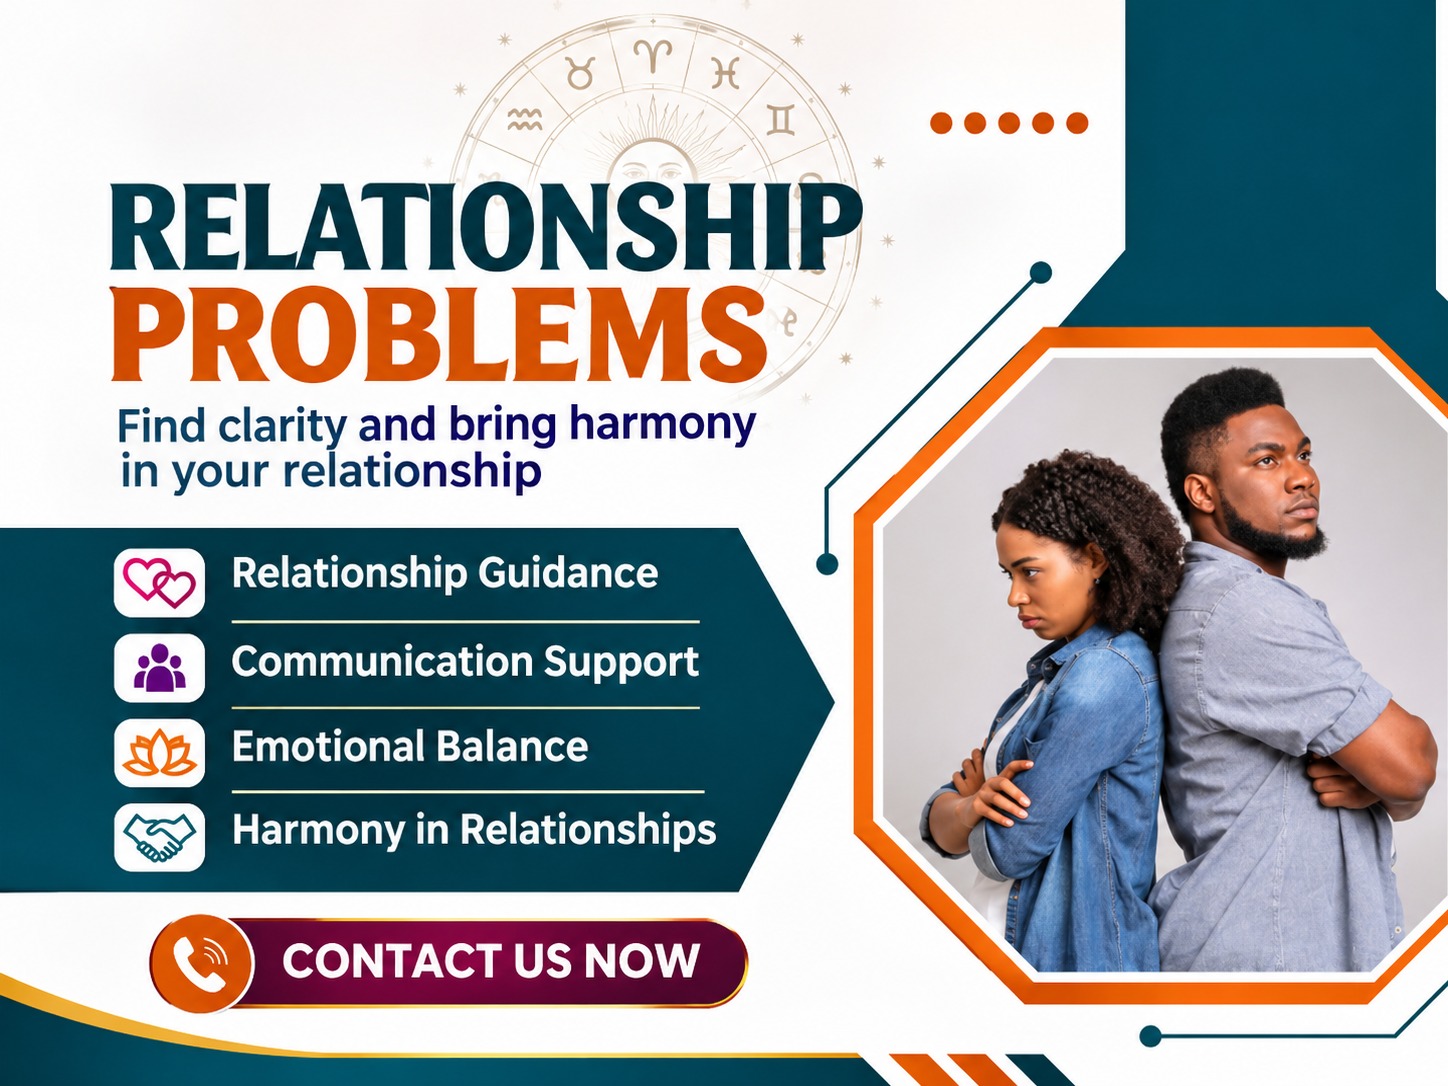 RELATIONSHIP
PROBLEMS
Find clarity and bring harmony
in your relationship
Relationship Guidance
Communication Support
Emotional Balance
Harmony in Relationships
CONTACT US NOW